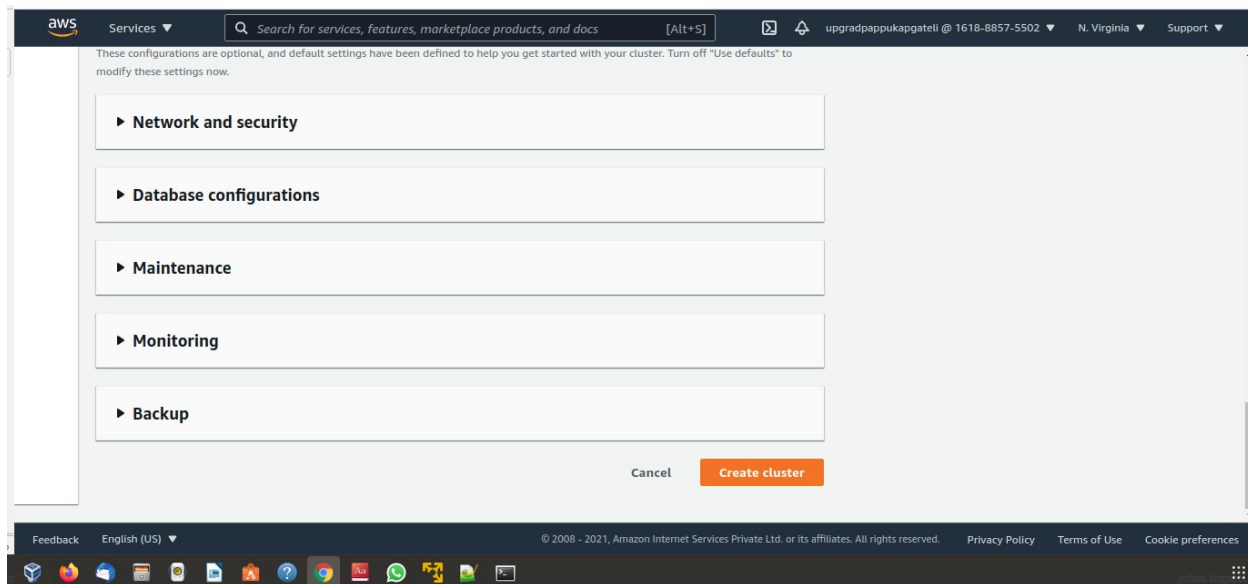 aws
Services
Search for services, features, marketplace products, and docs
[Alt+S]
upgradpappukapgateli @ 1618-8857-5502
N. Virginia
Support
These configurations are optional, and default settings have been defined to help you get started with your cluster. Turn off "Use defaults" to
modify these settings now.
Network and security
Database configurations
Maintenance
Monitoring
Backup
Cancel
Create cluster
Feedback
English (US)
© 2008 - 2021, Amazon Internet Services Private Ltd. or its affiliates. All rights reserved.
Privacy Policy
Terms of Use
Cookie preferences
Aa